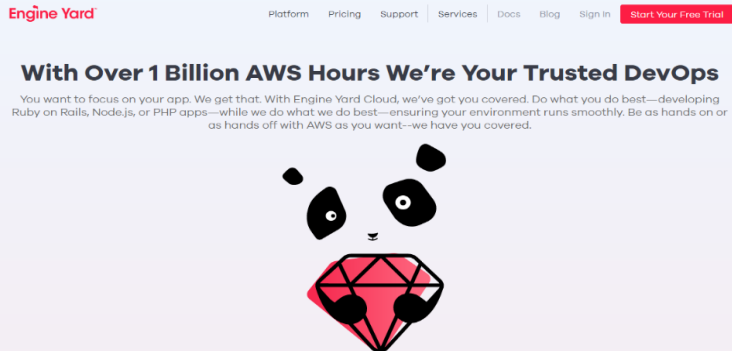 Engine Yard
Platform Pricing Support Services Docs Blog Sign In Start Your Free Trial
With Over 1 Billion AWS Hours We’re Your Trusted DevOps
You want to focus on your app. We get that. With Engine Yard Cloud, we’ve got you covered. Do what you do best—developing
Ruby on Rails, Node.js, or PHP apps—while we do what we do best—ensuring your environment runs smoothly. Be as hands on or
as hands off with AWS as you want--we have you covered.